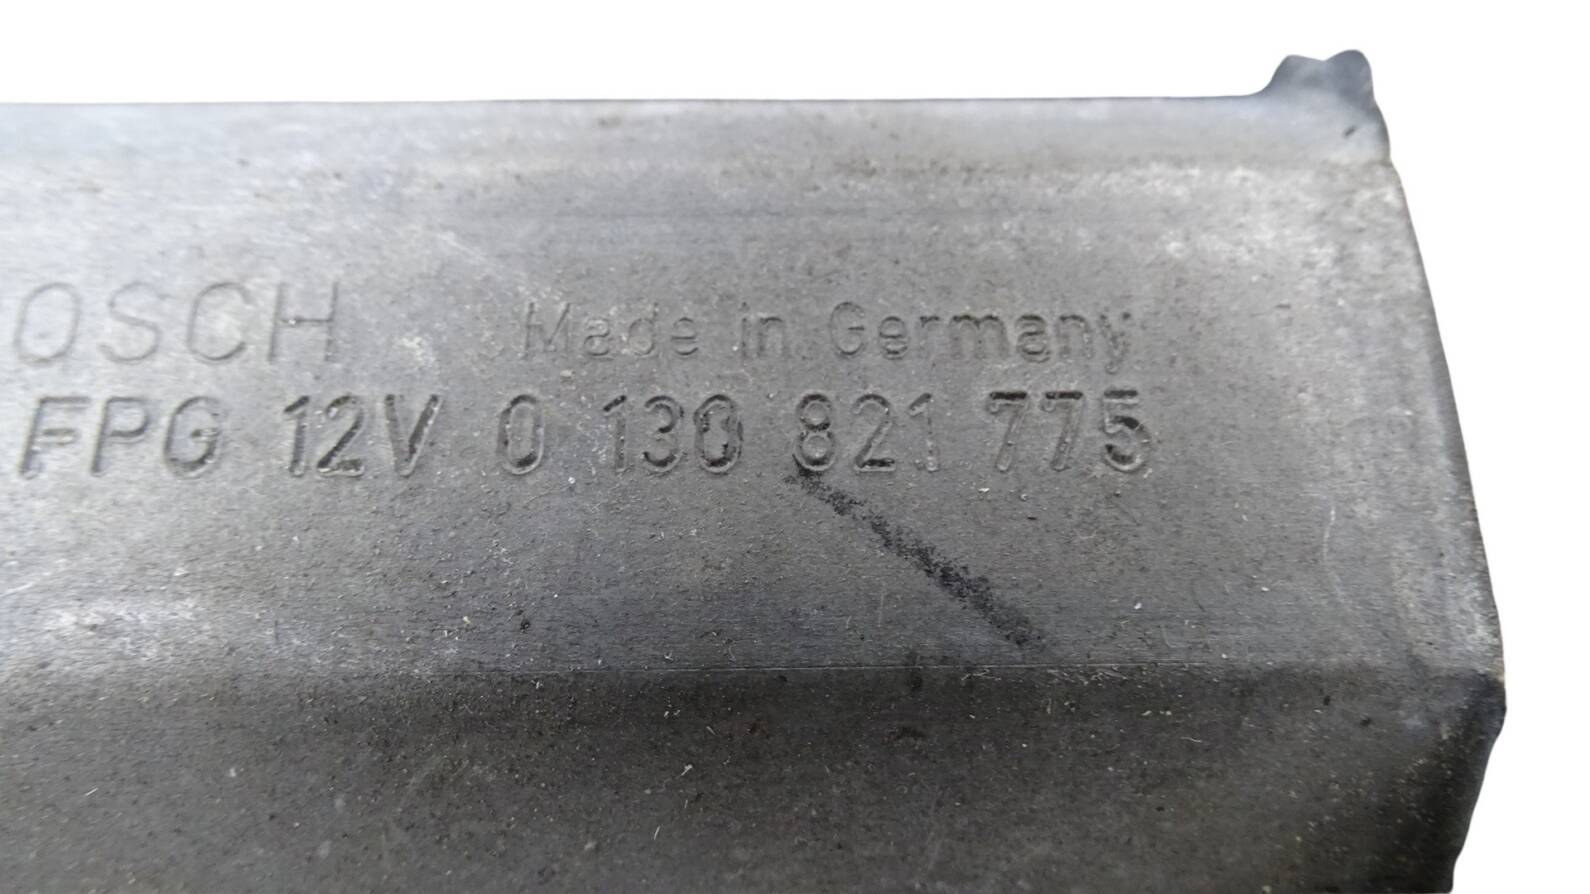 OSCH Made in Germany
FPG 12V 0 130 821 775